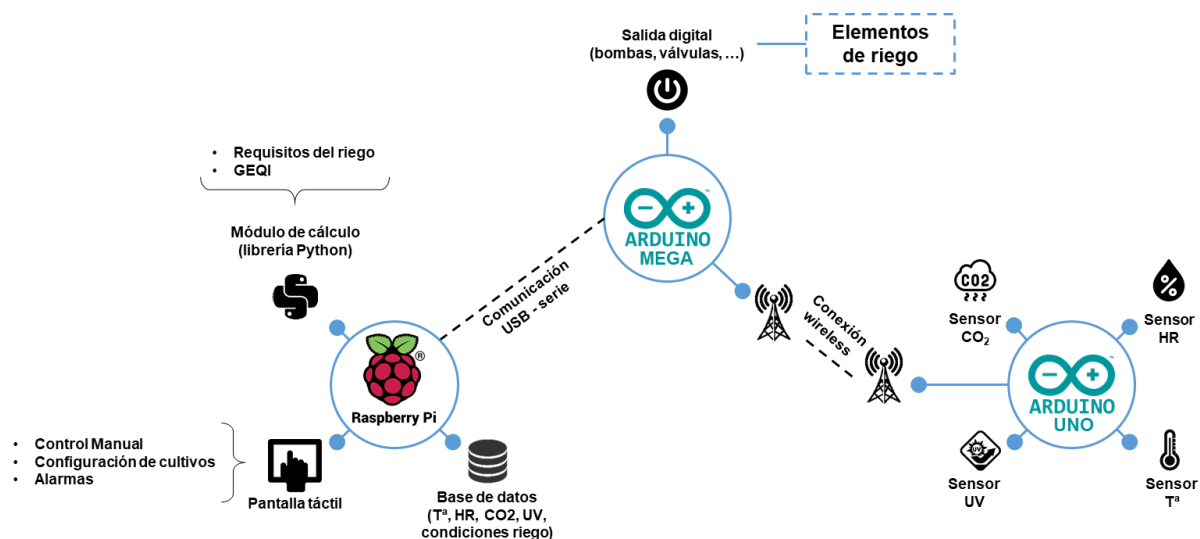 Salida digital
(bombas, válvulas, …)
Elementos
de riego
• Requisitos del riego
• GEQI
Módulo de cálculo
(librería Python)
ARDUINO
MEGA
™
Comunicación
USB - serie
Conexión
wireless
CO2
Sensor
CO₂
%
Sensor
HR
ARDUINO
UNO
™
UV
Sensor
UV
Sensor
Tª
®
Raspberry Pi
• Control Manual
• Configuración de cultivos
• Alarmas
Pantalla táctil
Base de datos
(Tª, HR, CO2, UV,
condiciones riego)